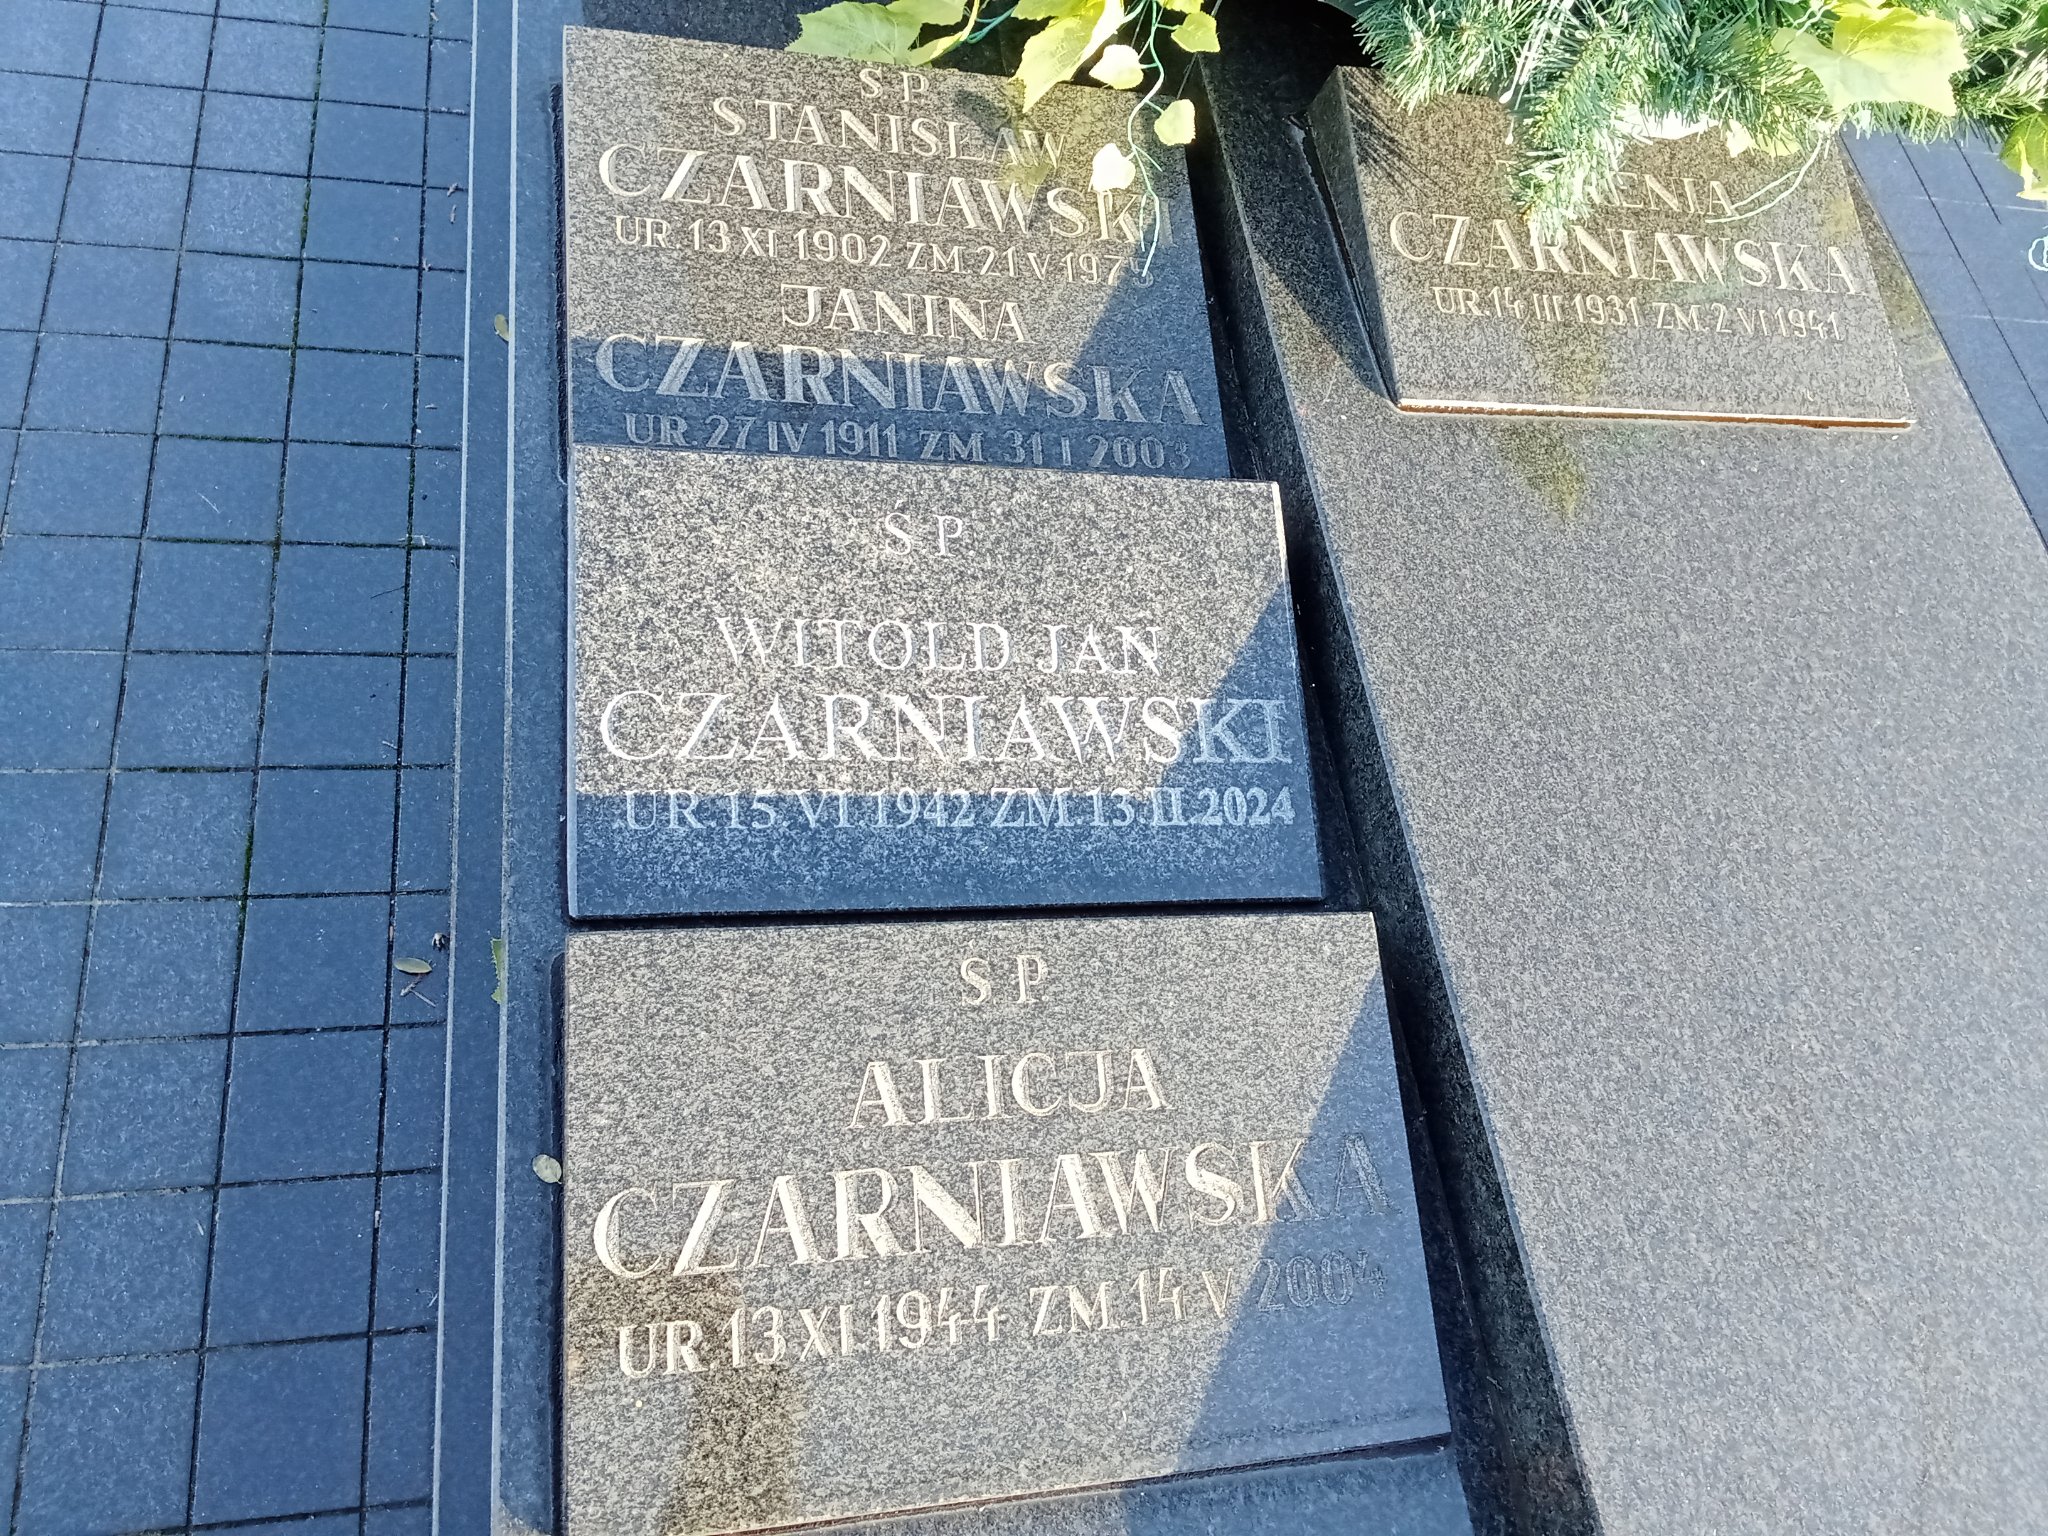 Ś P
STANISŁAW
CZARNIAWSKI
UR. 13 XI 1902 ZM. 21 V
JANINA
CZARNIAWSKA
UR. 27 IV 1911 ZM. 31 I 2003
Ś P
WITOLD JAN
CZARNIAWSKI
UR. 15 VI 1942 ZM. 13 II 2024
Ś. P.
ALICJA
CZARNIAWSKA
UR. 13 XI. 1944 ZM. 14 V 2004
CZARNIAWSKA
UR. 14 III 1931 ZM. 2 VI 1941